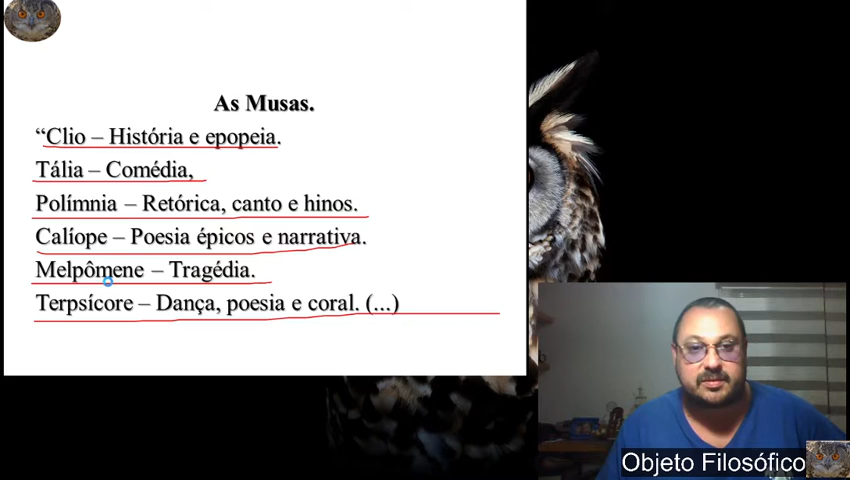 As Musas.
“Clio – História e epopeia.
Tália – Comédia,
Polímnia – Retórica, canto e hinos.
Calíope – Poesia épicos e narrativa.
Melpômene – Tragédia.
Terpsícore – Dança, poesia e coral. (...)
Objeto Filosófico